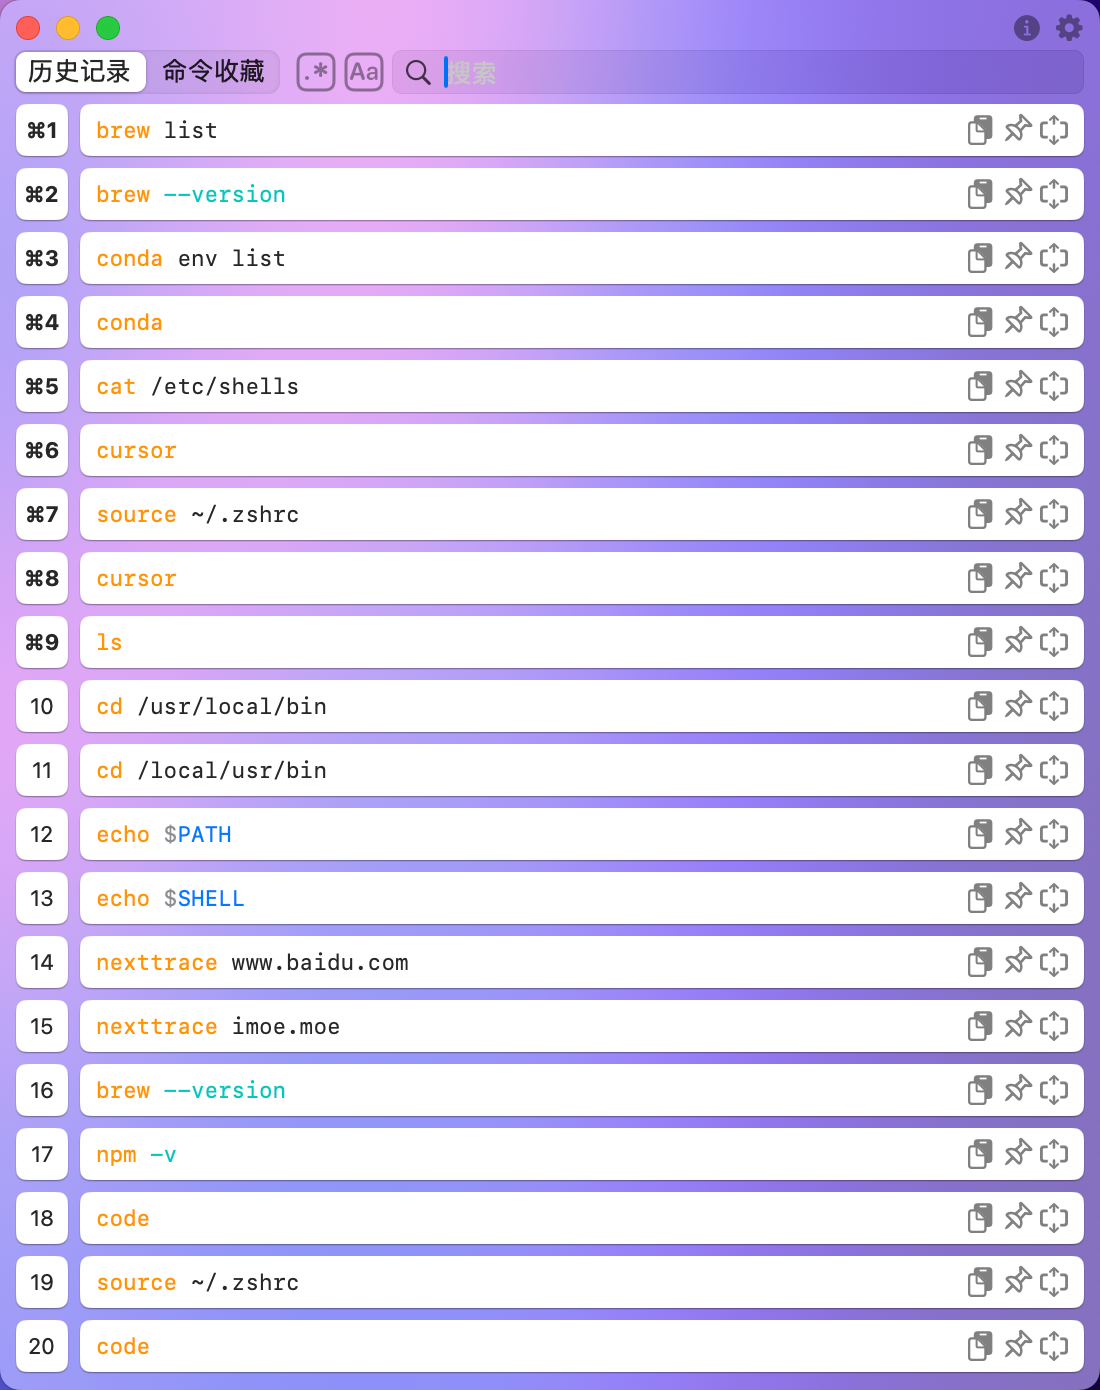 历史记录 命令收藏 .* Aa 搜索
⌘1 brew list
⌘2 brew --version
⌘3 conda env list
⌘4 conda
⌘5 cat /etc/shells
⌘6 cursor
⌘7 source ~/.zshrc
⌘8 cursor
⌘9 ls
10 cd /usr/local/bin
11 cd /local/usr/bin
12 echo $PATH
13 echo $SHELL
14 nexttrace www.baidu.com
15 nexttrace imoe.moe
16 brew --version
17 npm -v
18 code
19 source ~/.zshrc
20 code